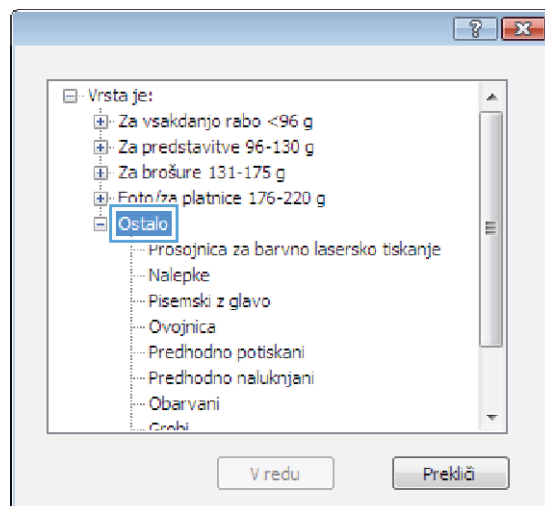 Vrsta je:
Za vsakdanjo rabo <96 g
Za predstavitve 96-130 g
Za brošure 131-175 g
Foto/za platnice 176-220 g
Ostalo
Prosojnica za barvno lasersko tiskanje
Nalepke
Pisemski z glavo
Ovojnica
Predhodno potiskani
Predhodno naluknjani
Obarvani
Grobi
V redu
Prekliči